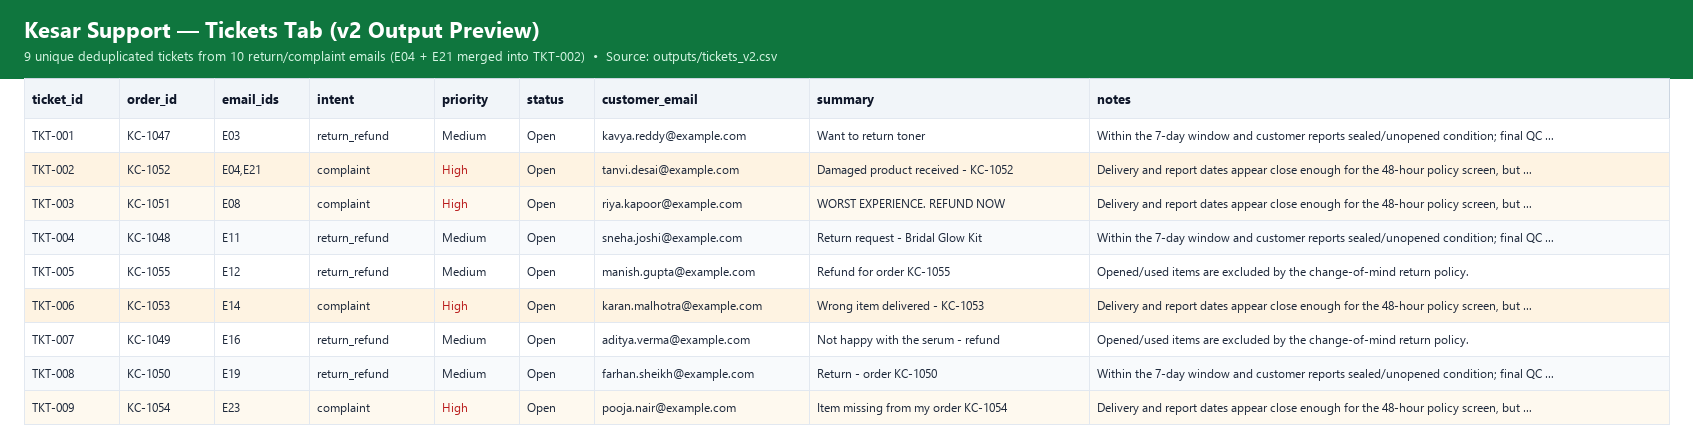 Kesar Support — Tickets Tab (v2 Output Preview)
9 unique deduplicated tickets from 10 return/complaint emails (E04 + E21 merged into TKT-002) • Source: outputs/tickets_v2.csv
ticket_id order_id email_ids intent priority status customer_email summary notes
TKT-001 KC-1047 E03 return_refund Medium Open kavya.reddy@example.com Want to return toner Within the 7-day window and customer reports sealed/unopened condition; final QC ...
TKT-002 KC-1052 E04,E21 complaint High Open tanvi.desai@example.com Damaged product received - KC-1052 Delivery and report dates appear close enough for the 48-hour policy screen, but ...
TKT-003 KC-1051 E08 complaint High Open riya.kapoor@example.com WORST EXPERIENCE. REFUND NOW Delivery and report dates appear close enough for the 48-hour policy screen, but ...
TKT-004 KC-1048 E11 return_refund Medium Open sneha.joshi@example.com Return request - Bridal Glow Kit Within the 7-day window and customer reports sealed/unopened condition; final QC ...
TKT-005 KC-1055 E12 return_refund Medium Open manish.gupta@example.com Refund for order KC-1055 Opened/used items are excluded by the change-of-mind return policy.
TKT-006 KC-1053 E14 complaint High Open karan.malhotra@example.com Wrong item delivered - KC-1053 Delivery and report dates appear close enough for the 48-hour policy screen, but ...
TKT-007 KC-1049 E16 return_refund Medium Open aditya.verma@example.com Not happy with the serum - refund Opened/used items are excluded by the change-of-mind return policy.
TKT-008 KC-1050 E19 return_refund Medium Open farhan.sheikh@example.com Return - order KC-1050 Within the 7-day window and customer reports sealed/unopened condition; final QC ...
TKT-009 KC-1054 E23 complaint High Open pooja.nair@example.com Item missing from my order KC-1054 Delivery and report dates appear close enough for the 48-hour policy screen, but ...